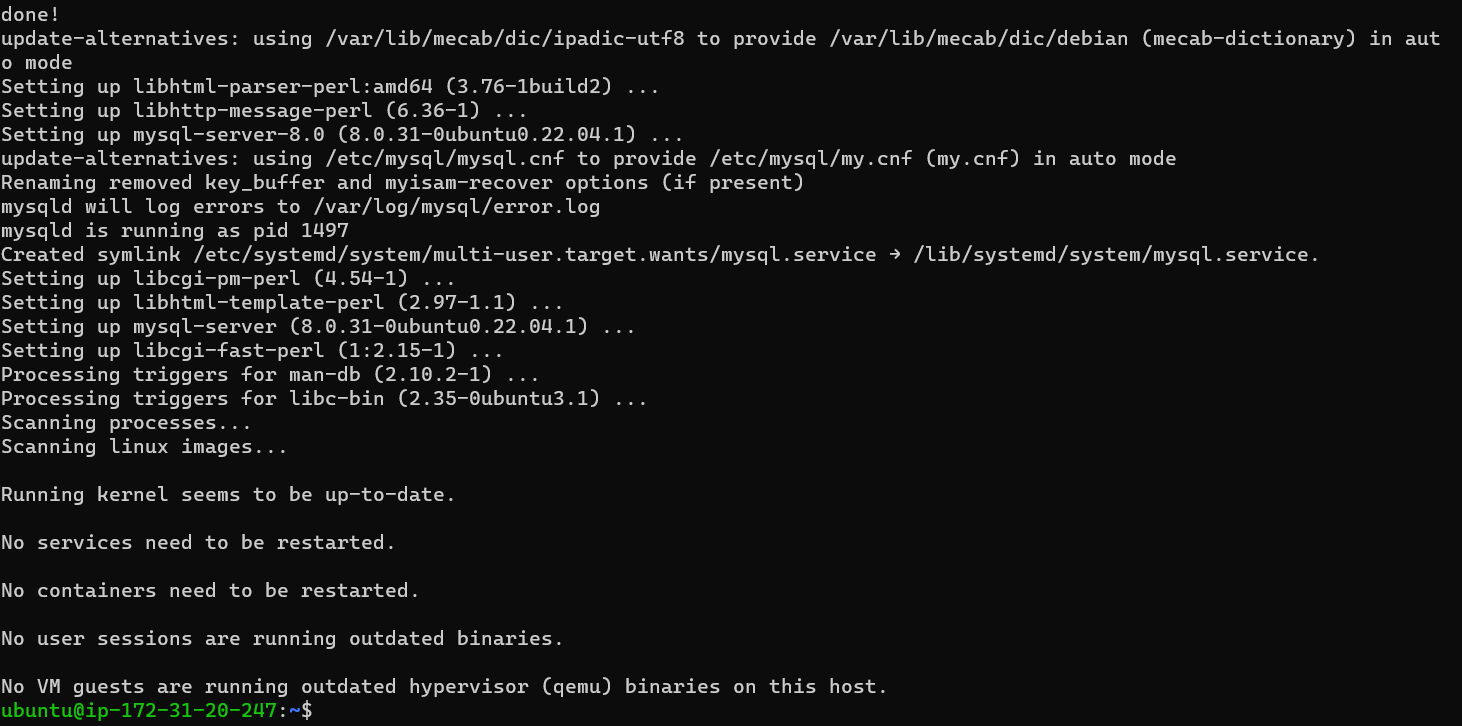 done!
update-alternatives: using /var/lib/mecab/dic/ipadic-utf8 to provide /var/lib/mecab/dic/debian (mecab-dictionary) in aut
o mode
Setting up libhtml-parser-perl:amd64 (3.76-1build2) ...
Setting up libhttp-message-perl (6.36-1) ...
Setting up mysql-server-8.0 (8.0.31-0ubuntu0.22.04.1) ...
update-alternatives: using /etc/mysql/mysql.cnf to provide /etc/mysql/my.cnf (my.cnf) in auto mode
Renaming removed key_buffer and myisam-recover options (if present)
mysqld will log errors to /var/log/mysql/error.log
mysqld is running as pid 1497
Created symlink /etc/systemd/system/multi-user.target.wants/mysql.service → /lib/systemd/system/mysql.service.
Setting up libcgi-pm-perl (4.54-1) ...
Setting up libhtml-template-perl (2.97-1.1) ...
Setting up mysql-server (8.0.31-0ubuntu0.22.04.1) ...
Setting up libcgi-fast-perl (1:2.15-1) ...
Processing triggers for man-db (2.10.2-1) ...
Processing triggers for libc-bin (2.35-0ubuntu3.1) ...
Scanning processes...
Scanning linux images...
Running kernel seems to be up-to-date.
No services need to be restarted.
No containers need to be restarted.
No user sessions are running outdated binaries.
No VM guests are running outdated hypervisor (qemu) binaries on this host.
ubuntu@ip-172-31-20-247:~$